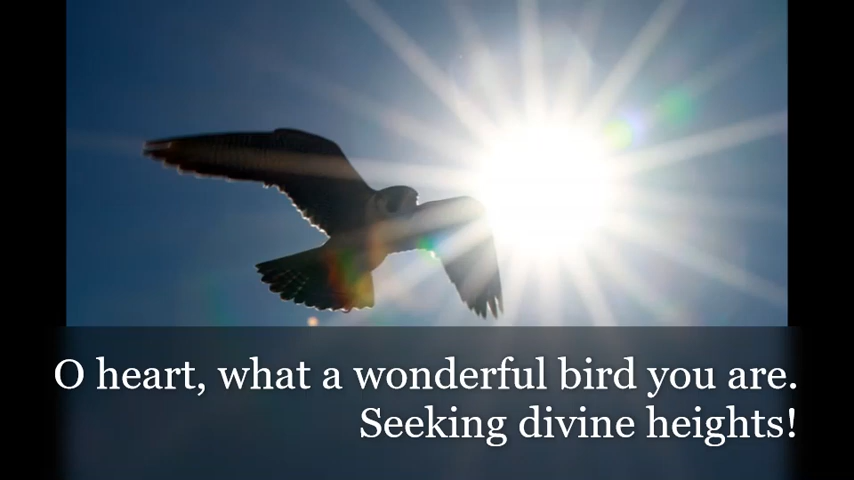 O heart, what a wonderful bird you are.
Seeking divine heights!